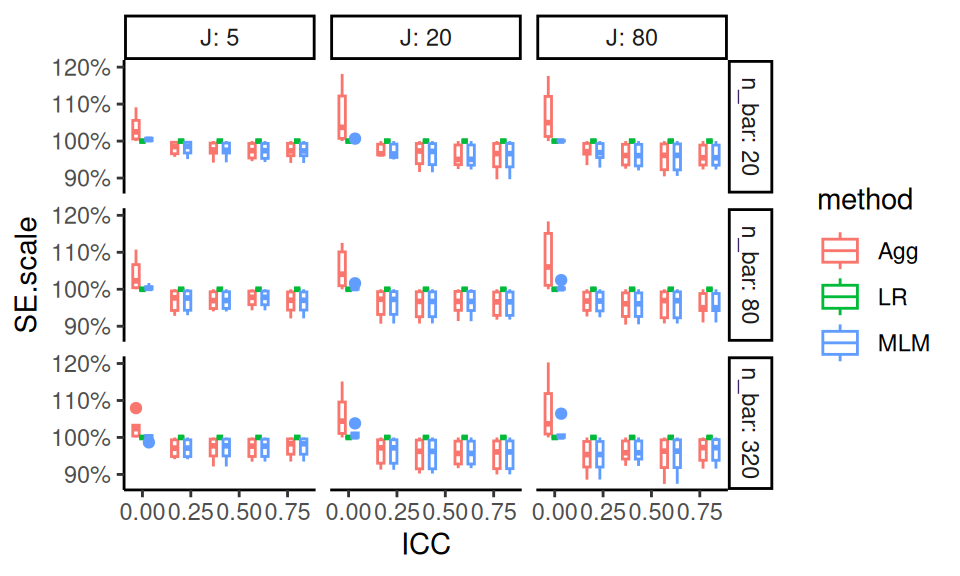 J: 5
J: 20
J: 80
120%
110%
100%
90%
n_bar: 20
120%
110%
100%
90%
n_bar: 80
120%
110%
100%
90%
n_bar: 320
SE.scale
0.00 0.25 0.50 0.75
0.00 0.25 0.50 0.75
0.00 0.25 0.50 0.75
ICC
method
Agg
LR
MLM